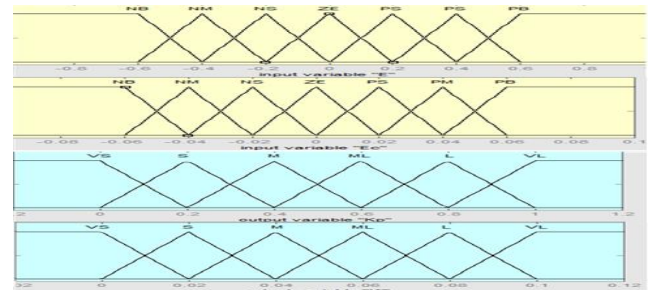 NB NM NS ZE PS PS PB
-0.8 -0.6 -0.4 -0.2 0 0.2 0.4 0.6 0.8
input variable "E"
NB NM NS ZE PS PM PB
-0.08 -0.06 -0.04 -0.02 0 0.02 0.04 0.06 0.08 0.1
input variable "Ec"
VS S M ML L VL
0 0.2 0.4 0.6 0.8 1 1.2
output variable "Kp"
VS S M ML L VL
02 0 0.02 0.04 0.06 0.08 0.1 0.12